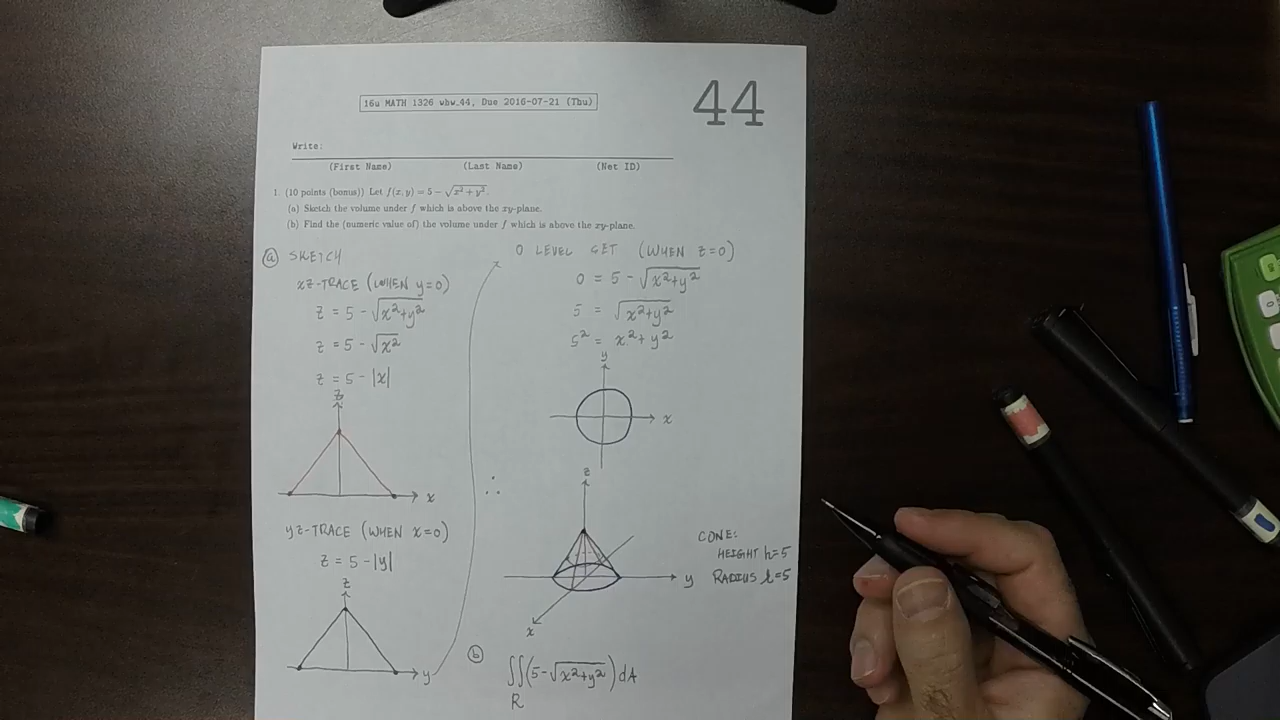 44
16u MATH 1326 whw_44, Due 2016-07-21 (Thu)
Write:
(First Name) (Last Name) (Net ID)
1. (10 points (bonus)) Let f(x, y) = 5 − √(x² + y²).
(a) Sketch the volume under f which is above the xy-plane.
(b) Find the (numeric value of) the volume under f which is above the xy-plane.
ⓐ SKETCH
XZ-TRACE (WHEN y=0)
z = 5 - √(x²+y²)
z = 5 - √(x²)
z = 5 - |x|
z
x
YZ-TRACE (WHEN x=0)
z = 5 - |y|
z
y
0 LEVEL SET (WHEN z=0)
0 = 5 - √(x²+y²)
5 = √(x²+y²)
5² = x²+y²
y
x
∴
z
y
x
CONE:
HEIGHT h=5
RADIUS r=5
ⓑ
∬(5-√(x²+y²))dA
R